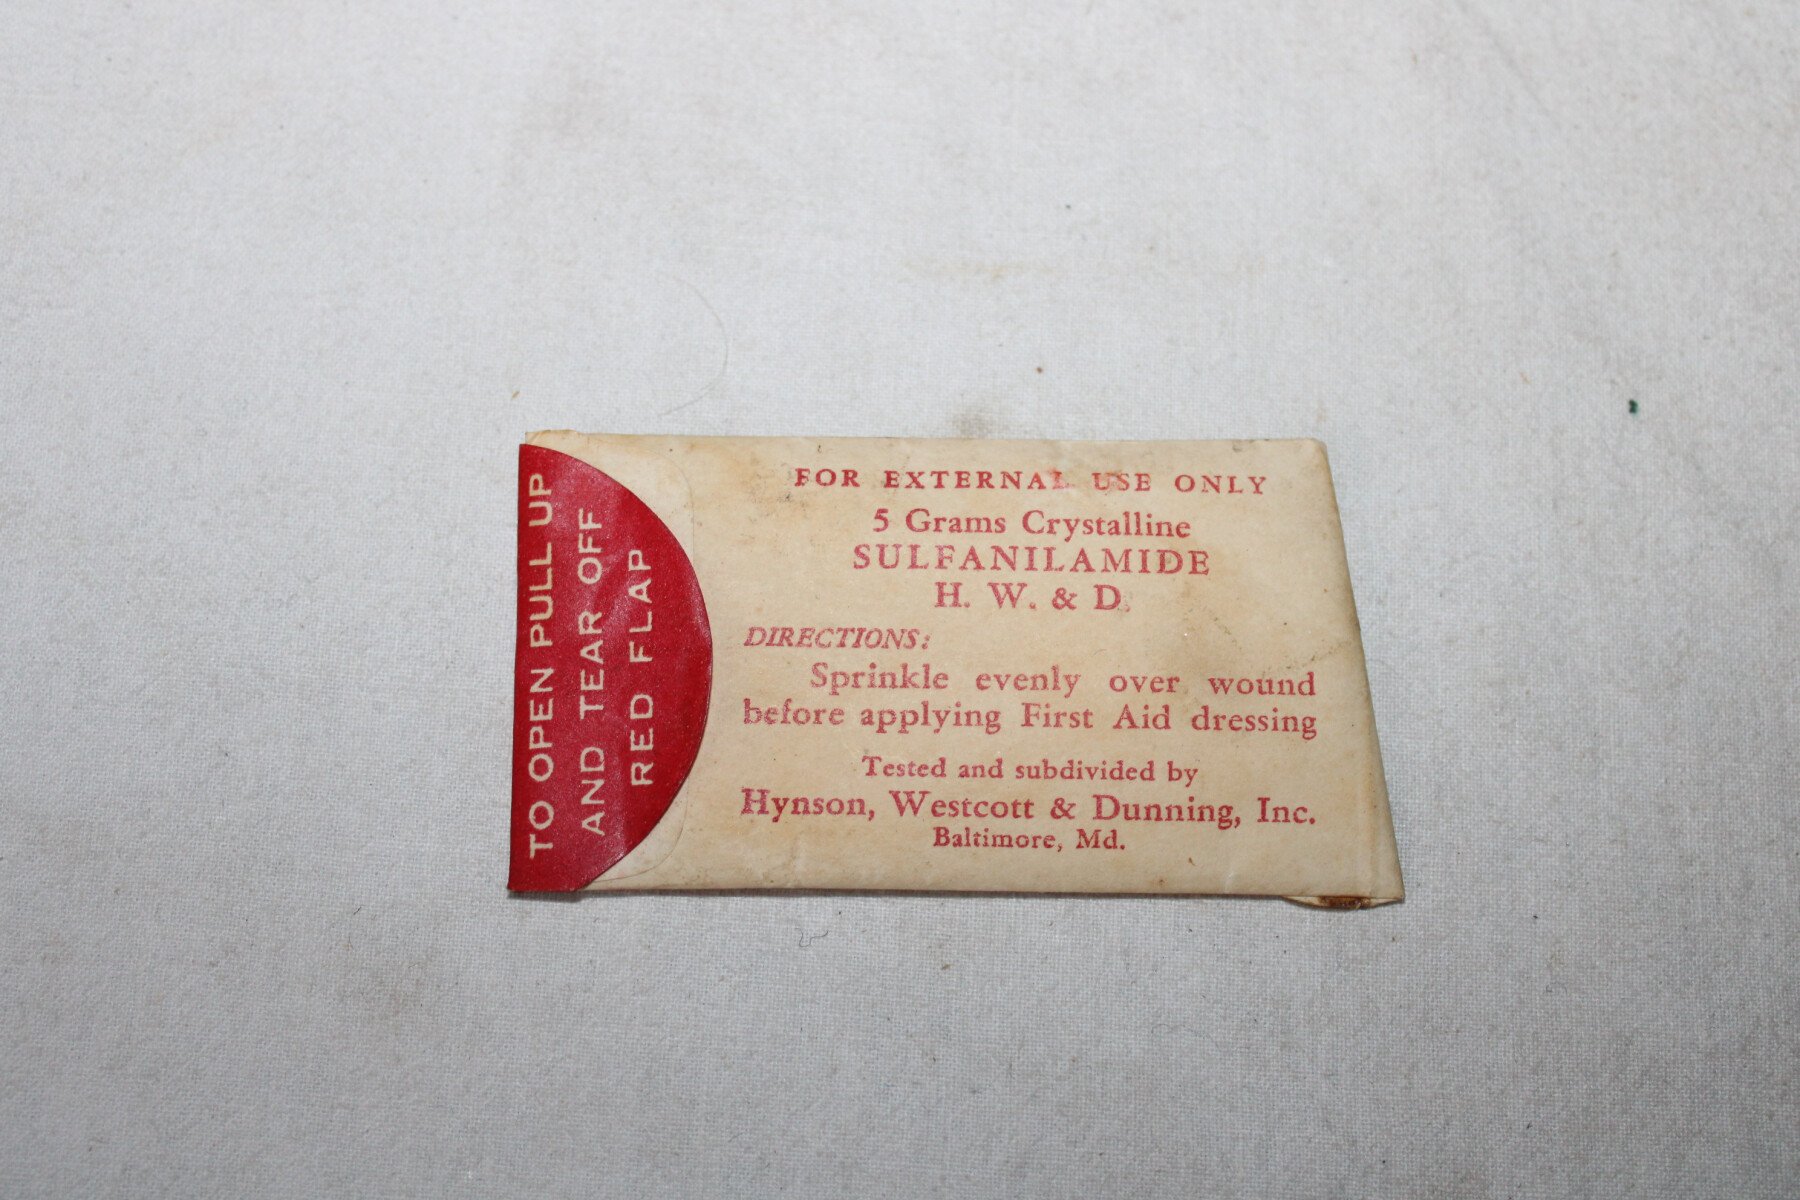 TO OPEN PULL UP
AND TEAR OFF
RED FLAP
FOR EXTERNAL USE ONLY
5 Grams Crystalline
SULFANILAMIDE
H. W. & D.
DIRECTIONS:
Sprinkle evenly over wound
before applying First Aid dressing
Tested and subdivided by
Hynson, Westcott & Dunning, Inc.
Baltimore, Md.